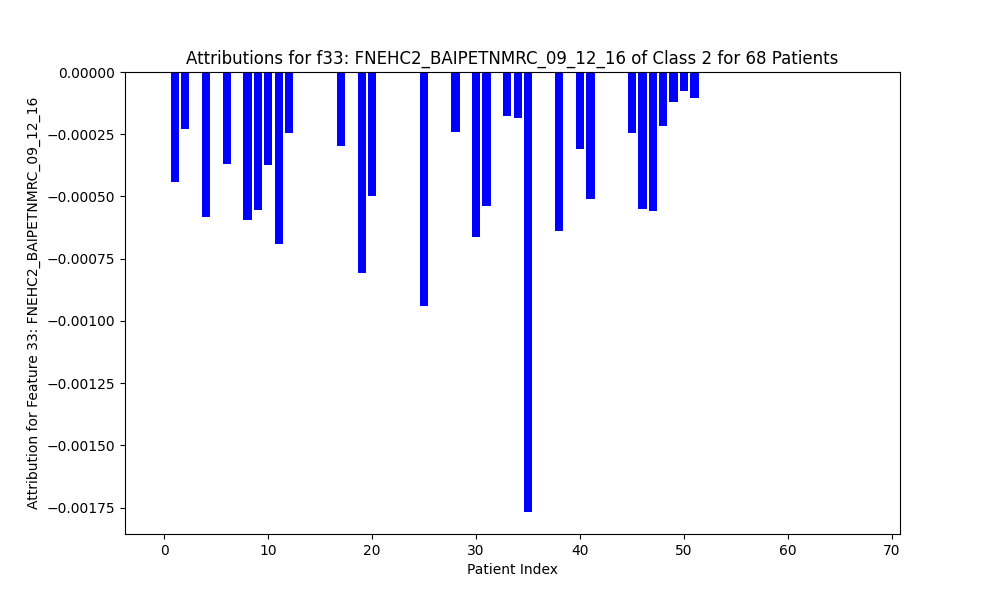 Attributions for f33: FNEHC2_BAIPETNMRC_09_12_16 of Class 2 for 68 Patients
Attribution for Feature 33: FNEHC2_BAIPETNMRC_09_12_16
0.00000
−0.00025
−0.00050
−0.00075
−0.00100
−0.00125
−0.00150
−0.00175
0 10 20 30 40 50 60 70
Patient Index